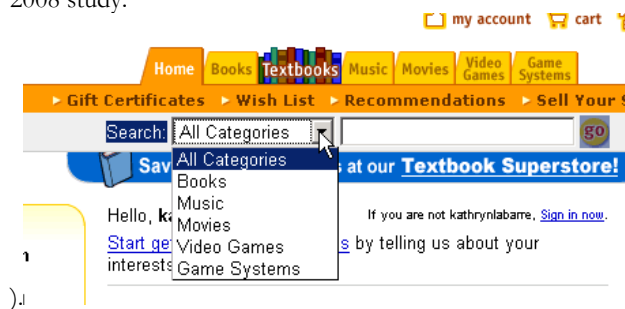 2008 study.
my account cart
Home Books Textbooks Music Movies Video Games Game Systems
Gift Certificates Wish List Recommendations Sell Your
Search: All Categories go
All Categories
Sav at our Textbook Superstore!
Books
Music
Hello, If you are not kathrynlabarre, Sign in now.
Movies
Start ge s by telling us about your
Video Games
interests
Game Systems
).